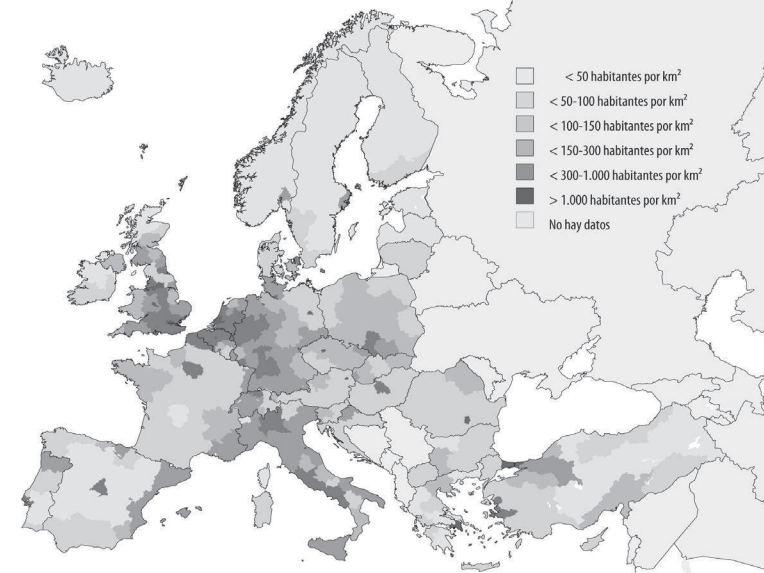 < 50 habitantes por km²
< 50-100 habitantes por km²
< 100-150 habitantes por km²
< 150-300 habitantes por km²
< 300-1.000 habitantes por km²
> 1.000 habitantes por km²
No hay datos